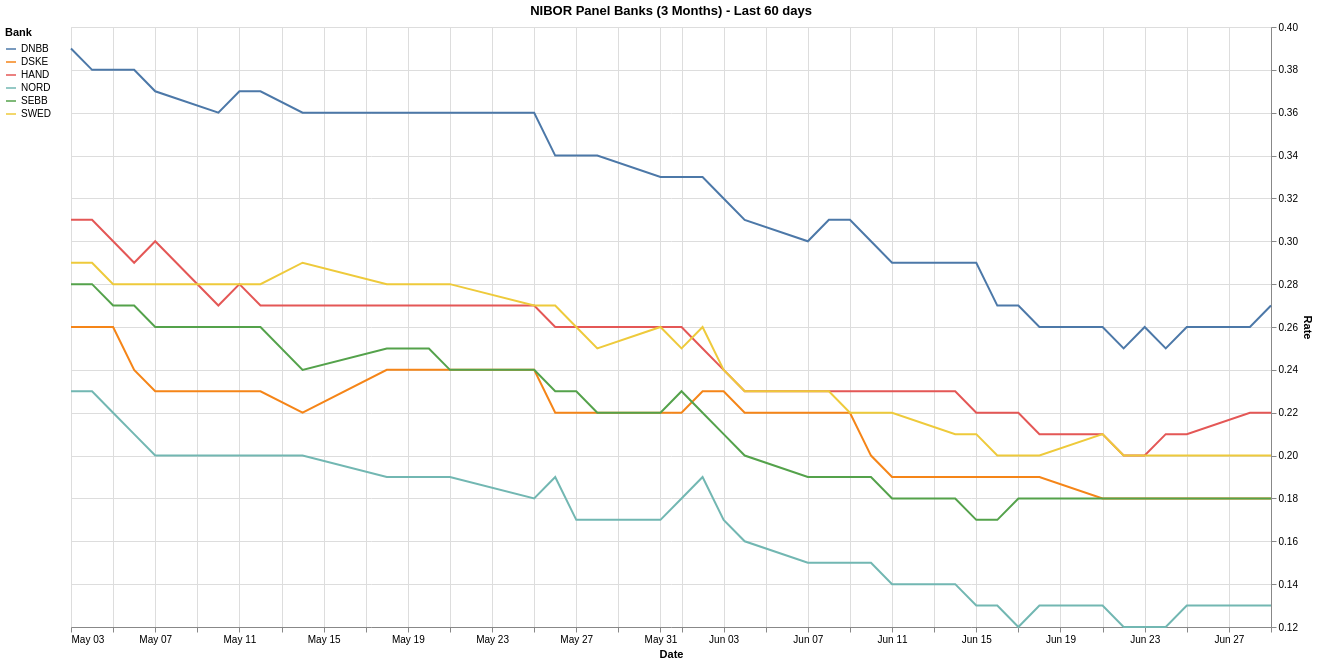 NIBOR Panel Banks (3 Months) - Last 60 days
Bank
DNBB
DSKE
HAND
NORD
SEBB
SWED
0.40
0.38
0.36
0.34
0.32
0.30
0.28
0.26
0.24
0.22
0.20
0.18
0.16
0.14
0.12
Rate
May 03 May 07 May 11 May 15 May 19 May 23 May 27 May 31 Jun 03 Jun 07 Jun 11 Jun 15 Jun 19 Jun 23 Jun 27
Date